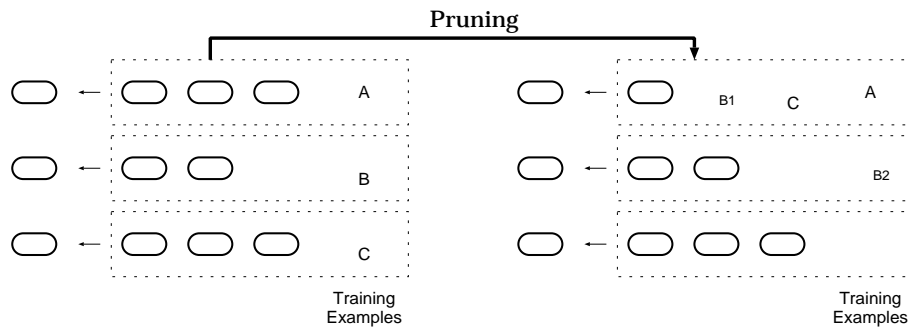 Pruning
A
B1 C A
B
B2
C
Training
Examples
Training
Examples